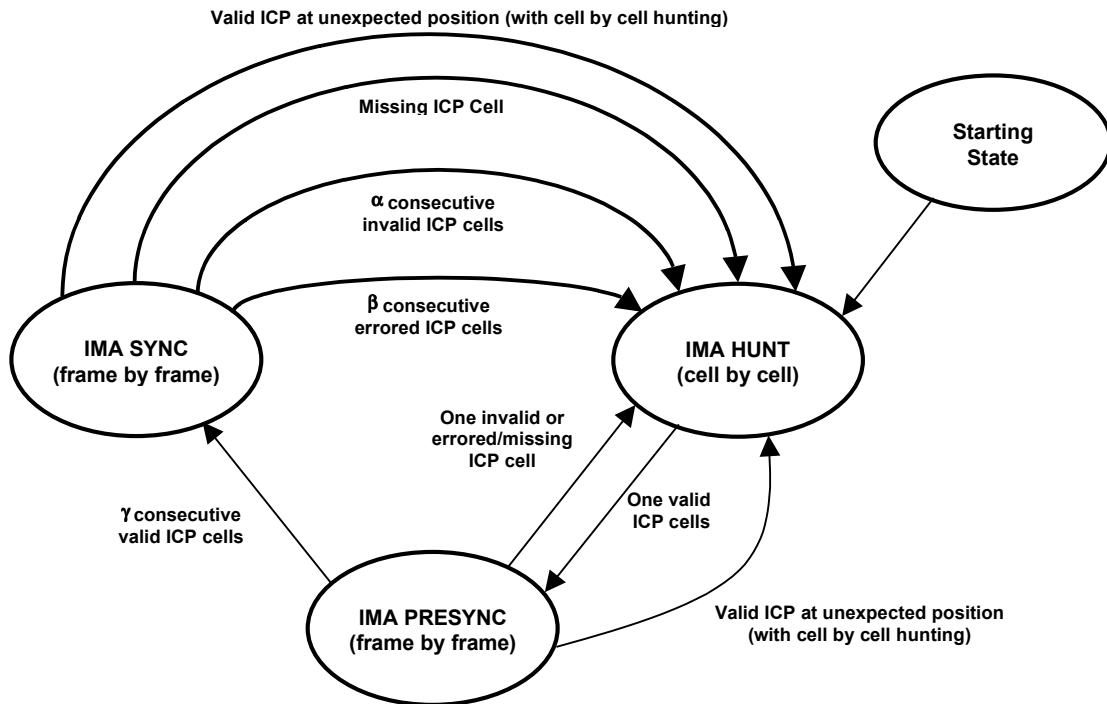 Valid ICP at unexpected position (with cell by cell hunting)
Missing ICP Cell
Starting
State
α consecutive
invalid ICP cells
β consecutive
errored ICP cells
IMA SYNC
(frame by frame)
IMA HUNT
(cell by cell)
One invalid or
errored/missing
ICP cell
One valid
ICP cells
γ consecutive
valid ICP cells
IMA PRESYNC
(frame by frame)
Valid ICP at unexpected position
(with cell by cell hunting)